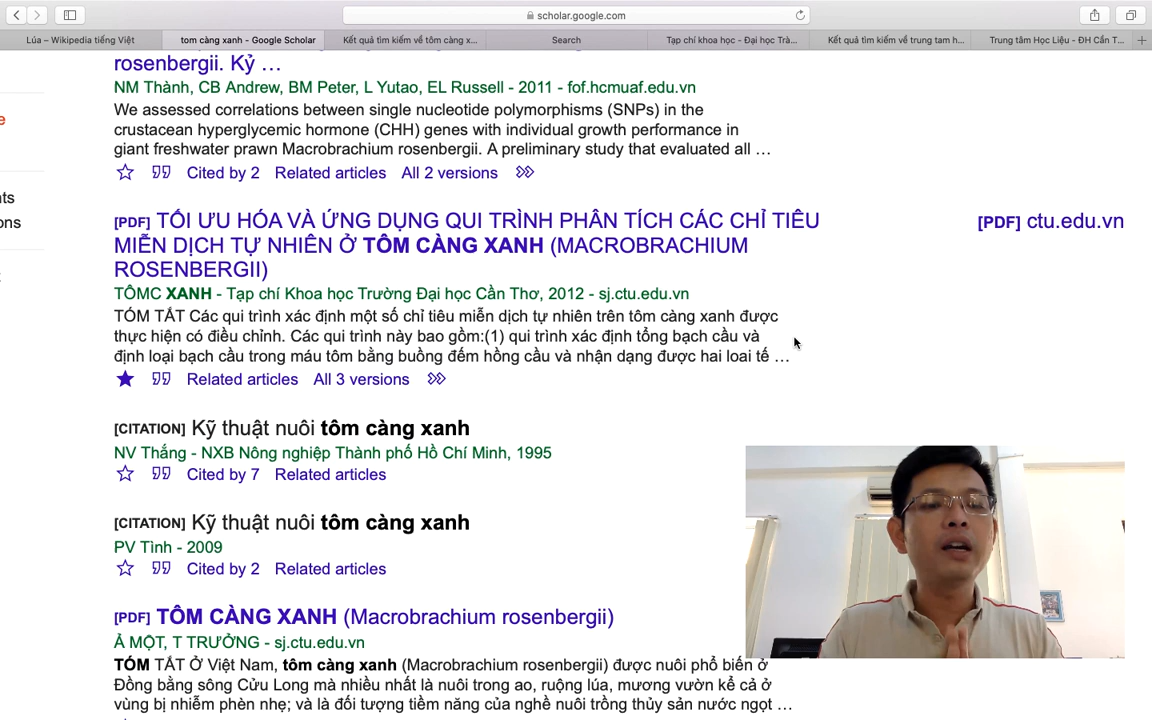 scholar.google.com
Lúa – Wikipedia tiếng Việt
tom càng xanh - Google Scholar
Kết quả tìm kiếm về tôm càng x...
Search
Tạp chí khoa học - Đại học Trà...
Kết quả tìm kiếm về trung tam h...
Trung tâm Học Liệu - ĐH Cần T...
rosenbergii. Kỷ …
NM Thành, CB Andrew, BM Peter, L Yutao, EL Russell - 2011 - fof.hcmuaf.edu.vn
We assessed correlations between single nucleotide polymorphisms (SNPs) in the
crustacean hyperglycemic hormone (CHH) genes with individual growth performance in
giant freshwater prawn Macrobrachium rosenbergii. A preliminary study that evaluated all …
Cited by 2 Related articles All 2 versions
[PDF] TỐI ƯU HÓA VÀ ỨNG DỤNG QUI TRÌNH PHÂN TÍCH CÁC CHỈ TIÊU
MIỄN DỊCH TỰ NHIÊN Ở TÔM CÀNG XANH (MACROBRACHIUM
ROSENBERGII)
[PDF] ctu.edu.vn
TÔMC XANH - Tạp chí Khoa học Trường Đại học Cần Thơ, 2012 - sj.ctu.edu.vn
TÓM TẮT Các qui trình xác định một số chỉ tiêu miễn dịch tự nhiên trên tôm càng xanh được
thực hiện có điều chỉnh. Các qui trình này bao gồm:(1) qui trình xác định tổng bạch cầu và
định loại bạch cầu trong máu tôm bằng buồng đếm hồng cầu và nhận dạng được hai loai tế …
Related articles All 3 versions
[CITATION] Kỹ thuật nuôi tôm càng xanh
NV Thắng - NXB Nông nghiệp Thành phố Hồ Chí Minh, 1995
Cited by 7 Related articles
[CITATION] Kỹ thuật nuôi tôm càng xanh
PV Tình - 2009
Cited by 2 Related articles
[PDF] TÔM CÀNG XANH (Macrobrachium rosenbergii)
Ả MỘT, T TRƯỞNG - sj.ctu.edu.vn
TÓM TẮT Ở Việt Nam, tôm càng xanh (Macrobrachium rosenbergii) được nuôi phổ biến ở
Đồng bằng sông Cửu Long mà nhiều nhất là nuôi trong ao, ruộng lúa, mương vườn kể cả ở
vùng bị nhiễm phèn nhẹ; và là đối tượng tiềm năng của nghề nuôi trồng thủy sản nước ngọt …